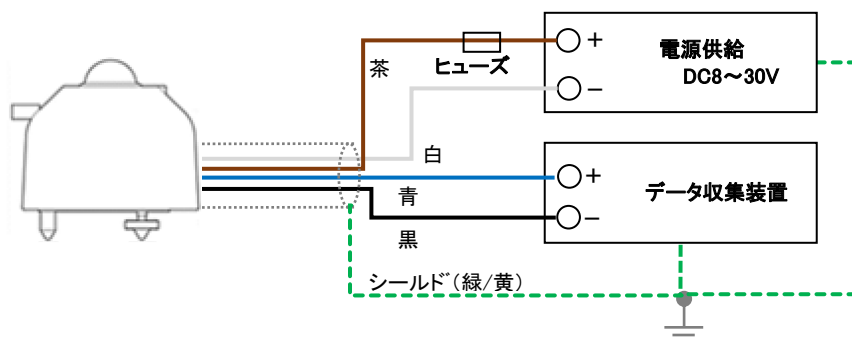 電源供給
DC8～30V
+
−
ヒューズ
茶
白
青
黒
+
−
データ収集装置
シールド（緑/黄）